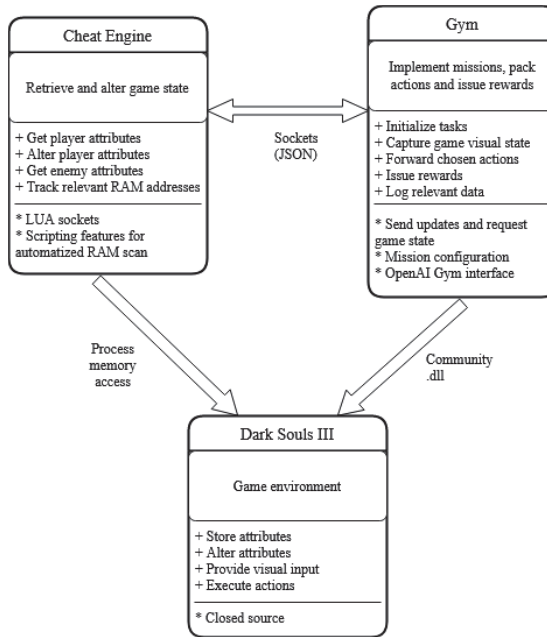 Cheat Engine
Retrieve and alter game state
+ Get player attributes
+ Alter player attributes
+ Get enemy attributes
+ Track relevant RAM addresses
* LUA sockets
* Scripting features for
automatized RAM scan
Sockets
(JSON)
Gym
Implement missions, pack
actions and issue rewards
+ Initialize tasks
+ Capture game visual state
+ Forward chosen actions
+ Issue rewards
+ Log relevant data
* Send updates and request
game state
* Mission configuration
* OpenAI Gym interface
Process
memory
access
Community
.dll
Dark Souls III
Game environment
+ Store attributes
+ Alter attributes
+ Provide visual input
+ Execute actions
* Closed source